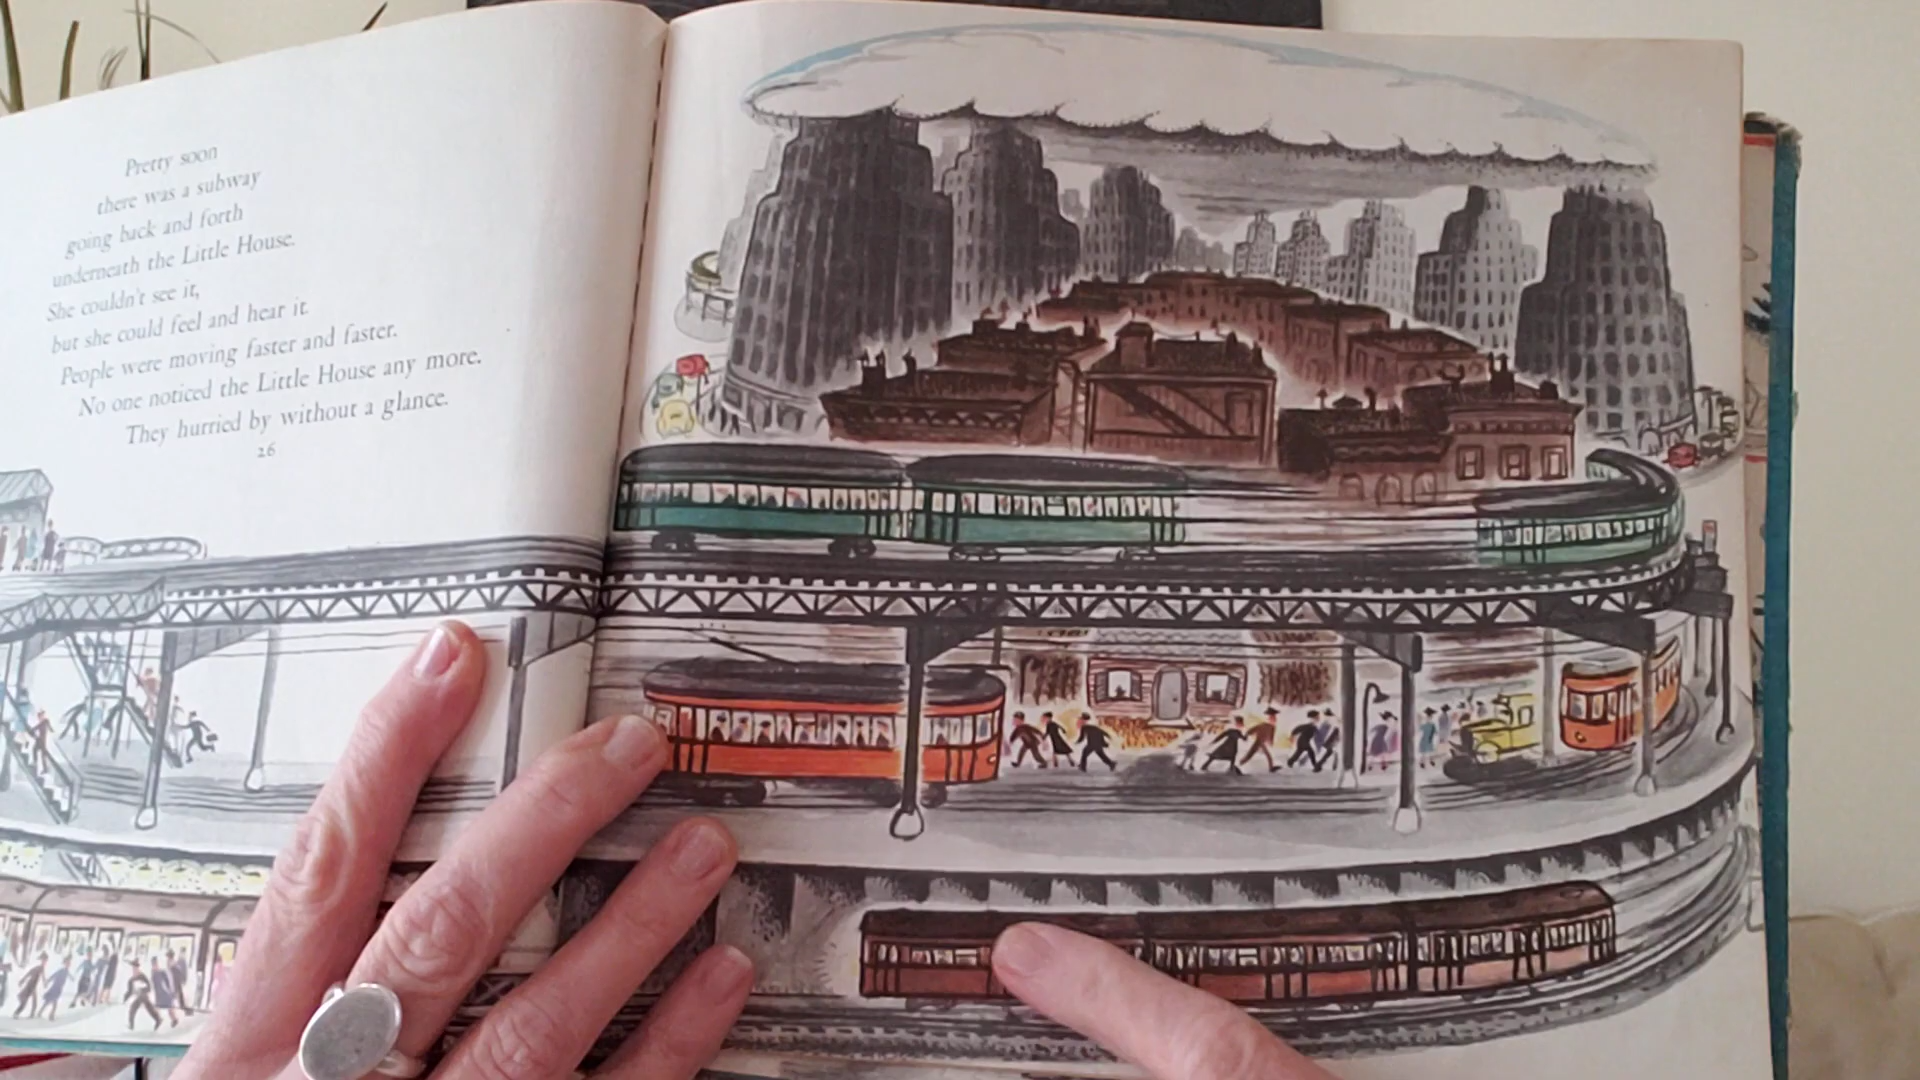 Pretty soon
there was a subway
going back and forth
underneath the Little House.
She couldn't see it,
but she could feel and hear it.
People were moving faster and faster.
No one noticed the Little House any more.
They hurried by without a glance.
26